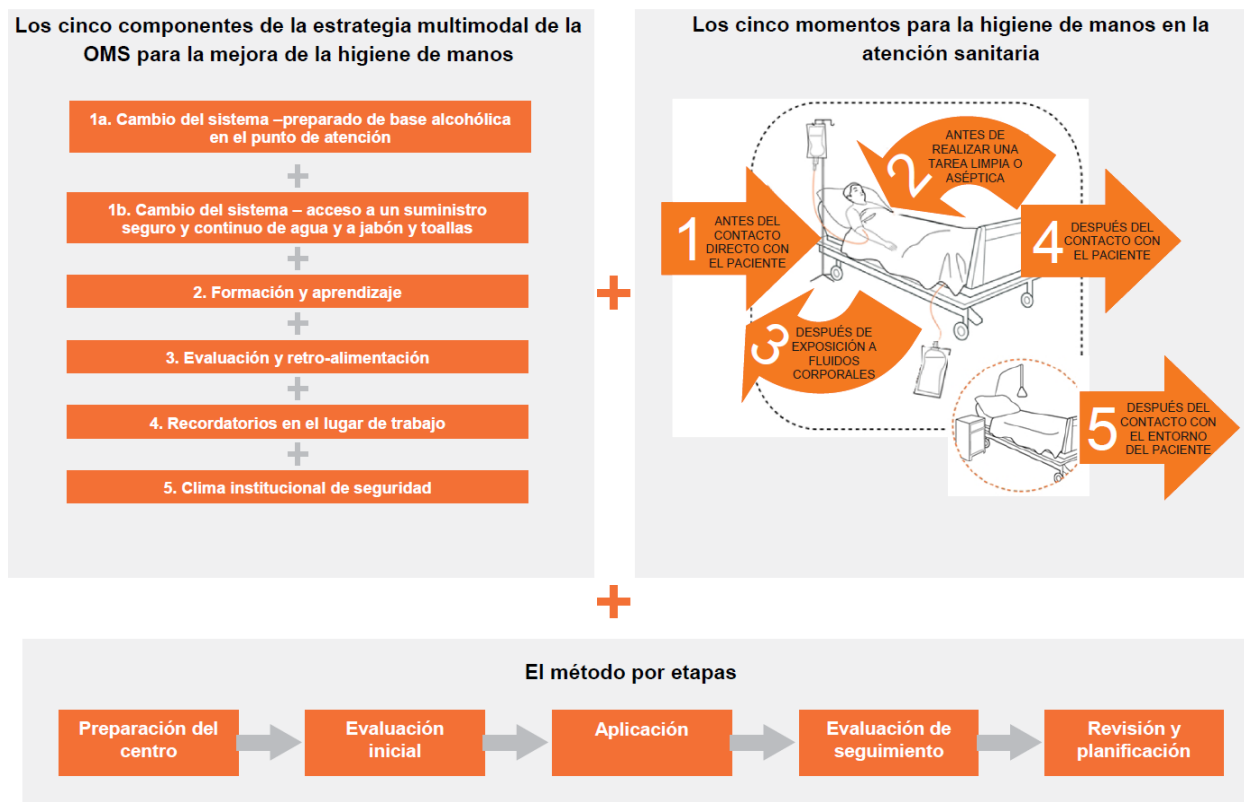 Los cinco componentes de la estrategia multimodal de la
OMS para la mejora de la higiene de manos
1a. Cambio del sistema –preparado de base alcohólica
en el punto de atención
+
1b. Cambio del sistema – acceso a un suministro
seguro y continuo de agua y a jabón y toallas
+
2. Formación y aprendizaje
+
3. Evaluación y retro-alimentación
+
4. Recordatorios en el lugar de trabajo
+
5. Clima institucional de seguridad
+
Los cinco momentos para la higiene de manos en la
atención sanitaria
1
ANTES DEL
CONTACTO
DIRECTO CON
EL PACIENTE
2
ANTES DE
REALIZAR UNA
TAREA LIMPIA O
ASÉPTICA
3
DESPUÉS DE
EXPOSICIÓN A
FLUIDOS
CORPORALES
4
DESPUÉS DEL
CONTACTO CON
EL PACIENTE
5
DESPUÉS DEL
CONTACTO CON
EL ENTORNO
DEL PACIENTE
+
El método por etapas
Preparación del
centro
Evaluación
inicial
Aplicación
Evaluación de
seguimiento
Revisión y
planificación